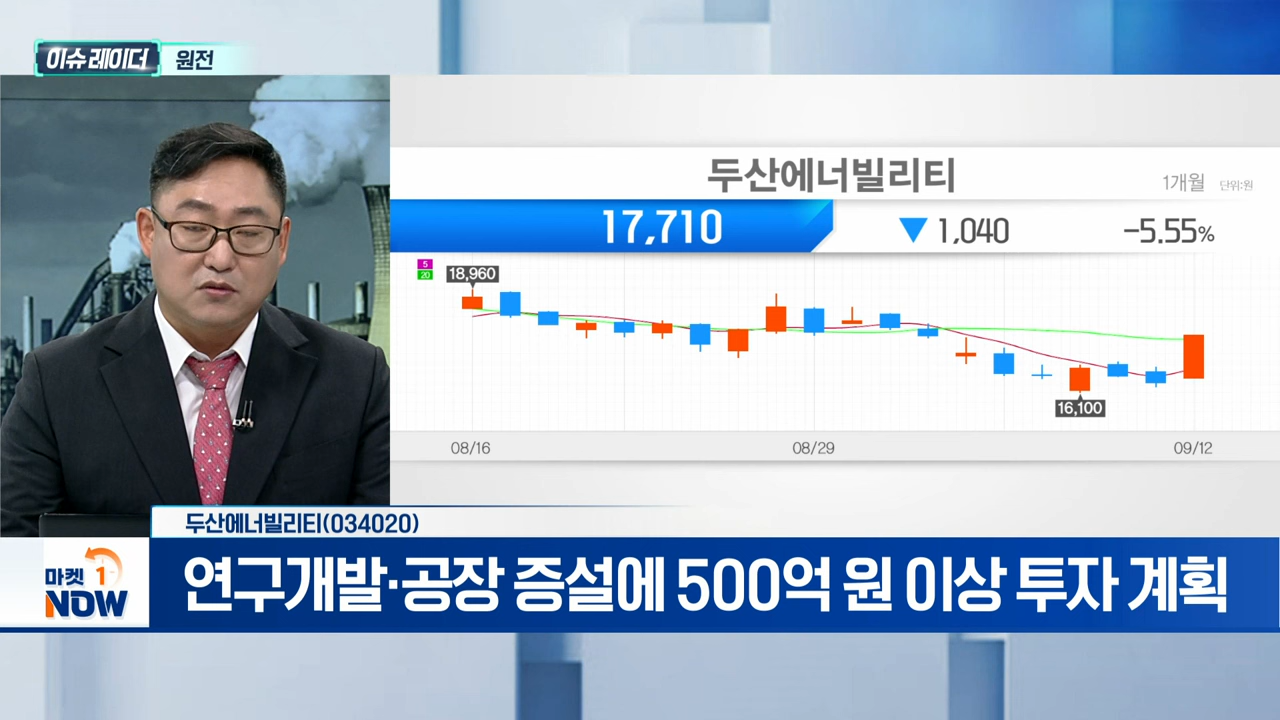 이슈 레이더 원전
두산에너빌리티
1개월 단위:원
17,710 ▼ 1,040 -5.55%
5
20
18,960
16,100
08/16 08/29 09/12
두산에너빌리티(034020)
마켓 1
NOW
연구개발·공장 증설에 500억 원 이상 투자 계획